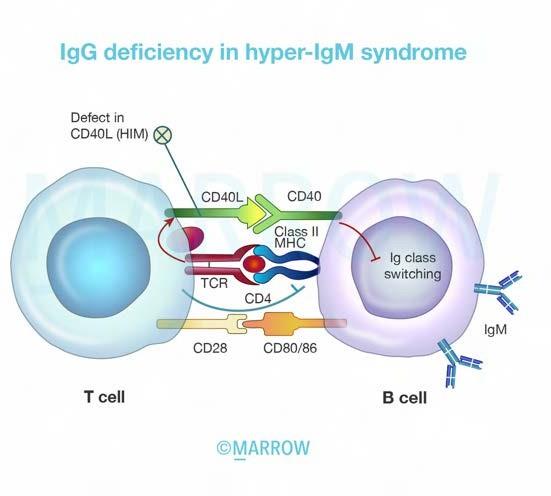 IgG deficiency in hyper-IgM syndrome
Defect in
CD40L (HIM)
CD40L
CD40
Class II
MHC
TCR
CD4
Ig class
switching
IgM
CD28
CD80/86
T cell
B cell
©MARROW
MARROW